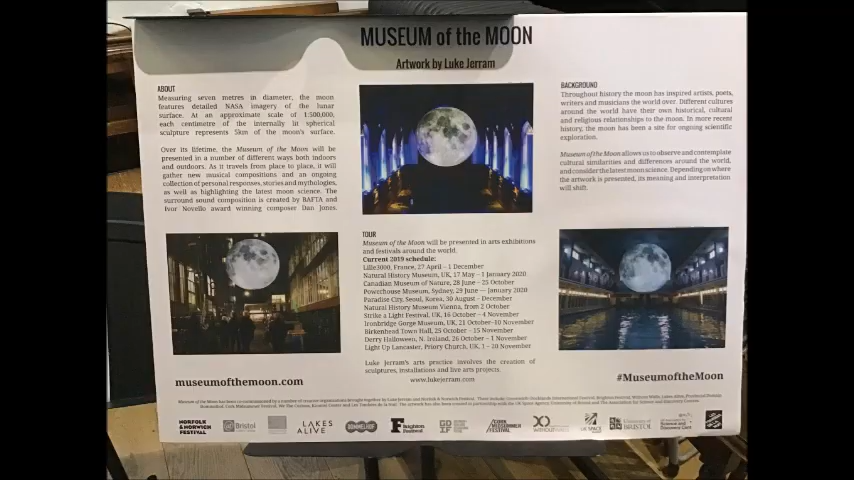 MUSEUM of the MOON
Artwork by Luke Jerram
ABOUT
Measuring seven metres in diameter, the moon
features detailed NASA imagery of the lunar
surface. At an approximate scale of 1:500,000,
each centimetre of the internally lit spherical
sculpture represents 5km of the moon's surface.
Over its lifetime, the Museum of the Moon will be
presented in a number of different ways both indoors
and outdoors. As it travels from place to place, it will
gather new musical compositions and an ongoing
collection of personal responses, stories and mythologies,
as well as highlighting the latest moon science. The
surround sound composition is created by BAFTA and
Ivor Novello award winning composer Dan Jones.
museumofthemoon.com
TOUR
Museum of the Moon will be presented in arts exhibitions
and festivals around the world.
Current 2019 schedule:
Lille3000, France, 27 April - 1 December
Natural History Museum, UK, 17 May - 1 January 2020
Canadian Museum of Nature, 28 June - 25 October
Powerhouse Museum, Sydney, 29 June — January 2020
Paradise City, Seoul, Korea, 30 August - December
Natural History Museum Vienna, from 2 October
Strike a Light Festival, UK, 16 October - 4 November
Ironbridge Gorge Museum, UK, 21 October-10 November
Birkenhead Town Hall, 25 October - 15 November
Derry Halloween, N. Ireland, 26 October - 1 November
Light Up Lancaster, Priory Church, UK, 1 - 10 November
Luke Jerram's arts practice involves the creation of
sculptures, installations and live arts projects.
www.lukejerram.com
BACKGROUND
Throughout history the moon has inspired artists, poets,
writers and musicians the world over. Different cultures
around the world have their own historical, cultural
and religious relationships to the moon. In more recent
history, the moon has been a site for ongoing scientific
exploration.
Museum of the Moon allows us to observe and contemplate
cultural similarities and differences around the world,
and consider the latest moon science. Depending on where
the artwork is presented, its meaning and interpretation
will shift.
#MuseumoftheMoon
NORFOLK & NORWICH FESTIVAL
Bristol
LAKES ALIVE
Brighton Festival
UNIVERSITY OF BRISTOL